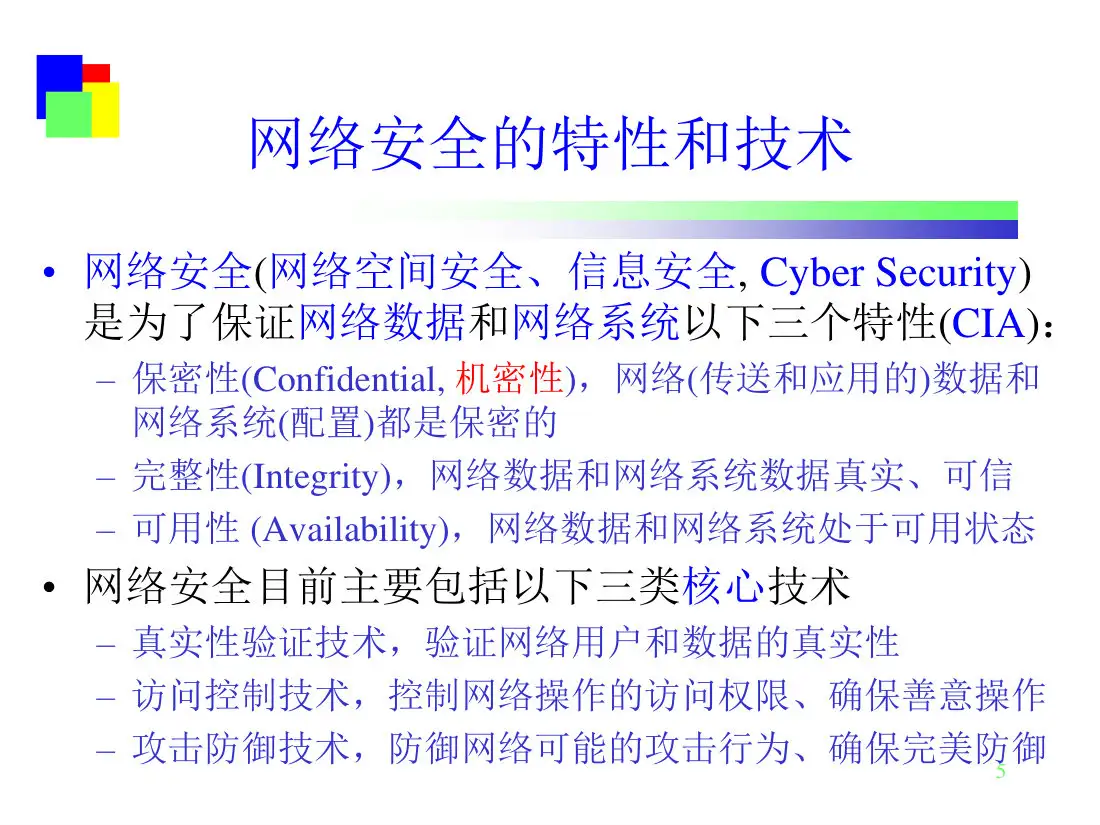 网络安全的特性和技术
• 网络安全(网络空间安全、信息安全, Cyber Security)
是为了保证网络数据和网络系统以下三个特性(CIA)：
– 保密性(Confidential, 机密性)，网络(传送和应用的)数据和
网络系统(配置)都是保密的
– 完整性(Integrity)，网络数据和网络系统数据真实、可信
– 可用性 (Availability)，网络数据和网络系统处于可用状态
• 网络安全目前主要包括以下三类核心技术
– 真实性验证技术，验证网络用户和数据的真实性
– 访问控制技术，控制网络操作的访问权限、确保善意操作
– 攻击防御技术，防御网络可能的攻击行为、确保完美防御
5